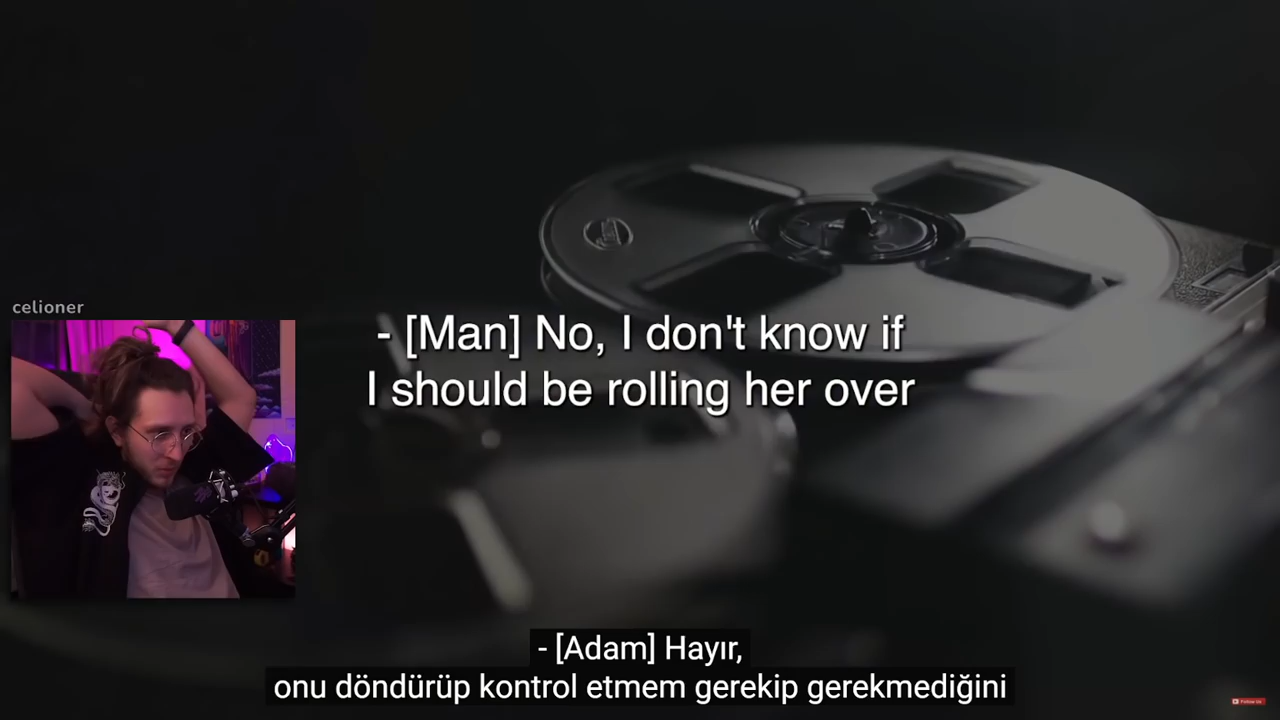 celioner
- [Man] No, I don't know if
I should be rolling her over
- [Adam] Hayır,
onu döndürüp kontrol etmem gerekip gerekmediğini